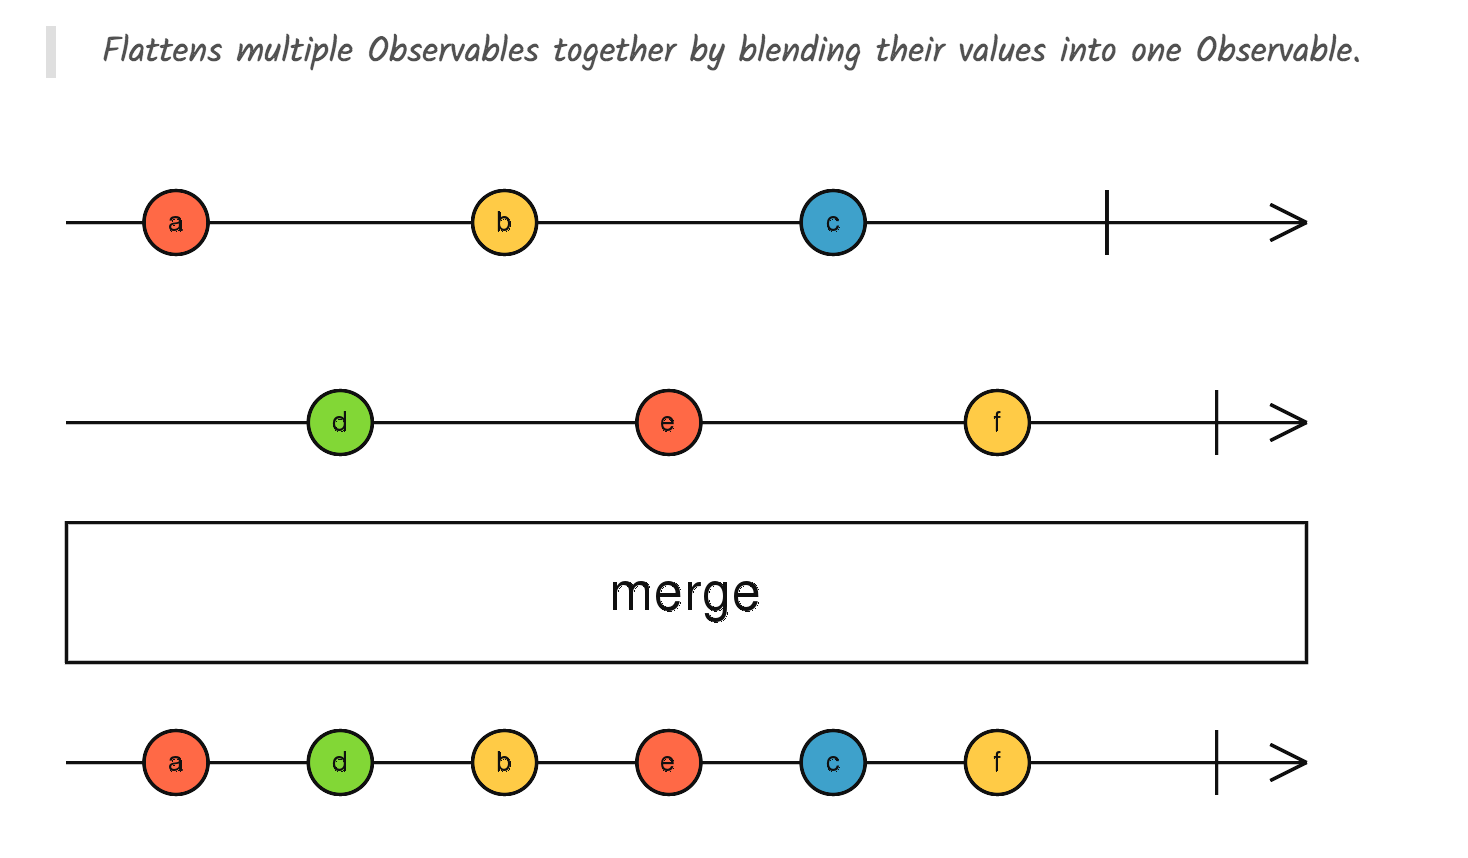 Flattens multiple Observables together by blending their values into one Observable.
a b c
d e f
merge
a d b e c f